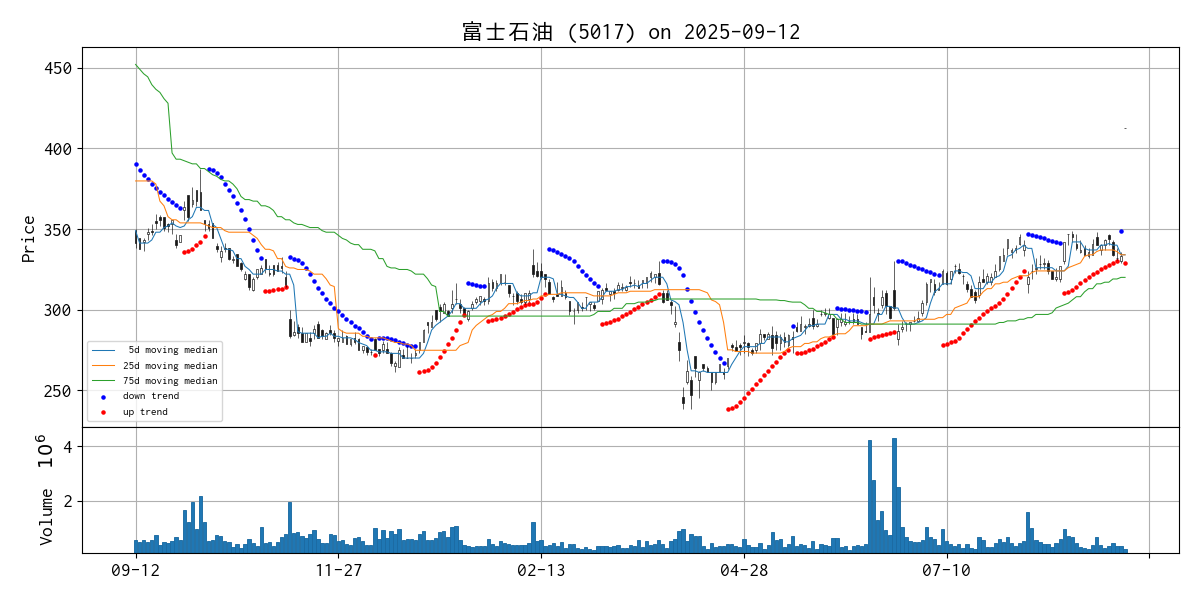 富士石油 (5017) on 2025-09-12
450
400
350
300
250
Price
5d moving median
25d moving median
75d moving median
down trend
up trend
4
2
Volume 10^6
09-12
11-27
02-13
04-28
07-10